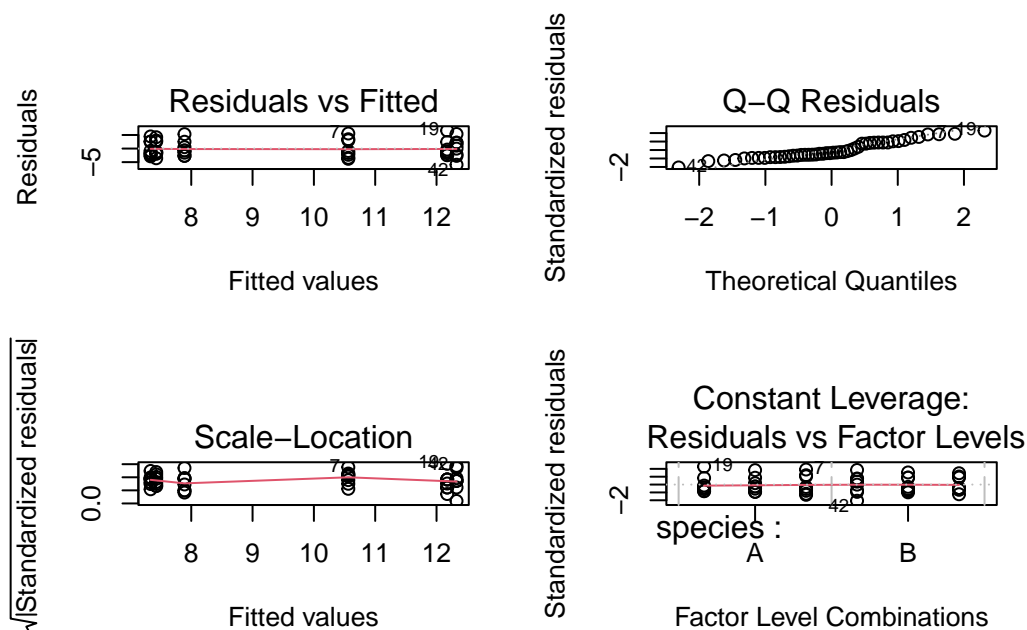 Residuals vs Fitted
Residuals
−5
7
19
42
8 9 10 11 12
Fitted values
Q−Q Residuals
Standardized residuals
−2
7 19
42
−2 −1 0 1 2
Theoretical Quantiles
Scale−Location
√|Standardized residuals|
0.0
7
19
42
8 9 10 11 12
Fitted values
Constant Leverage:
Residuals vs Factor Levels
Standardized residuals
−2
19 7
42
species :
A B
Factor Level Combinations